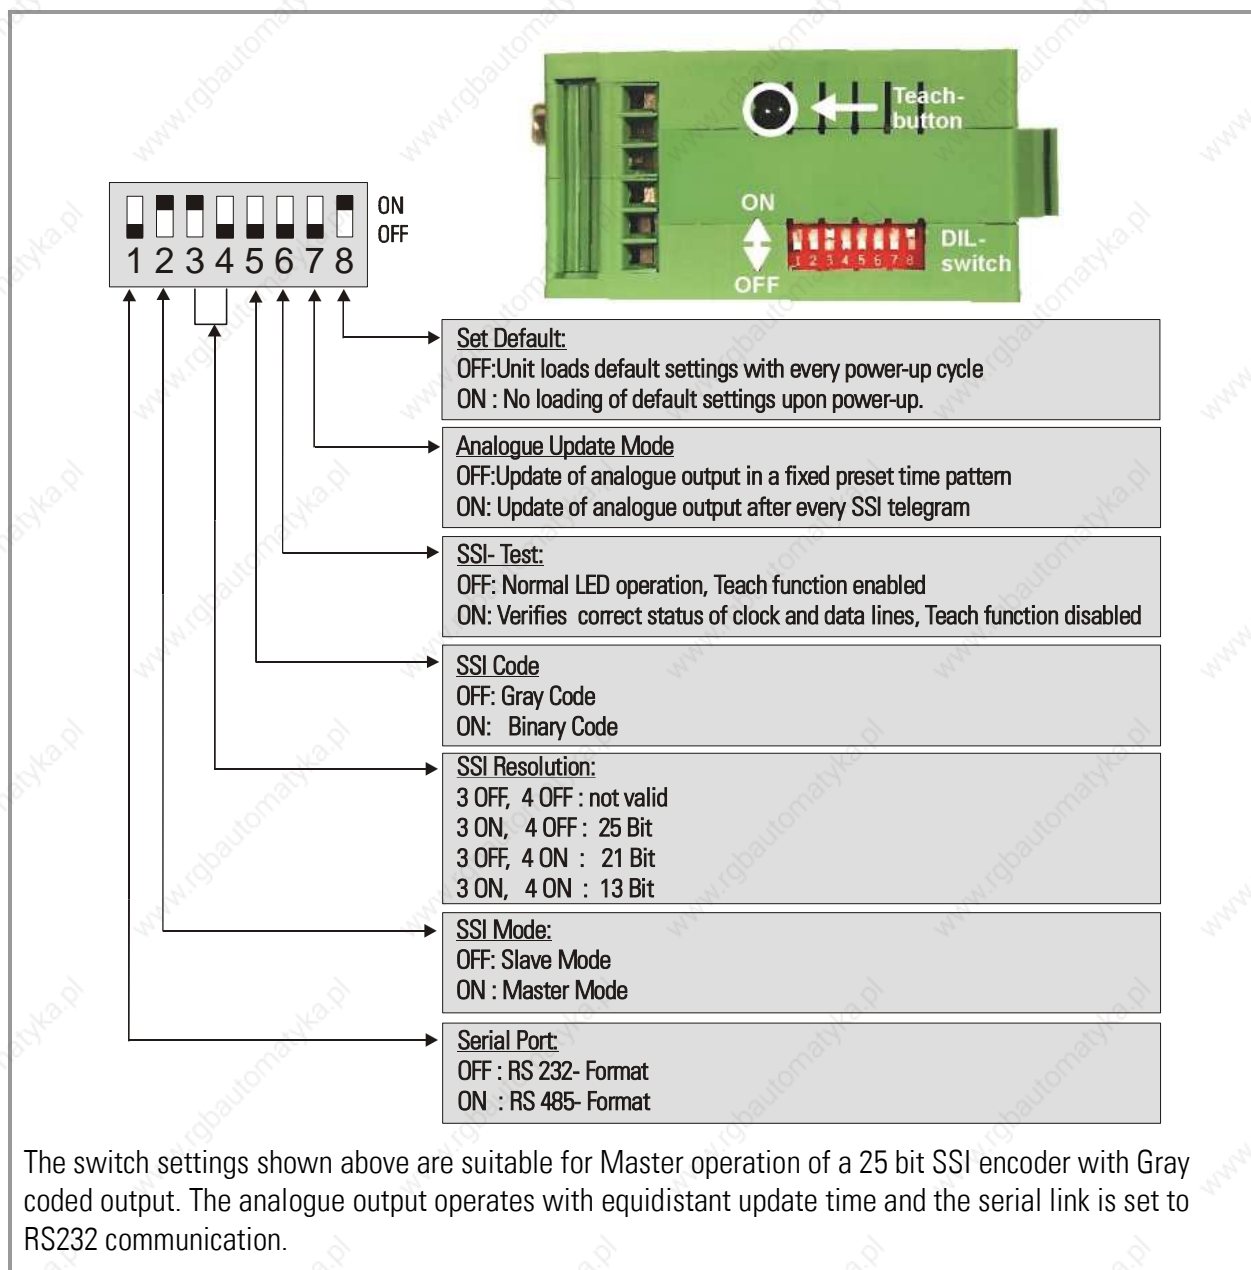 Teach-
button
ON
OFF
ON
OFF
DIL-
switch
1 2 3 4 5 6 7 8
1 2 3 4 5 6 7 8
Set Default:
OFF:Unit loads default settings with every power-up cycle
ON : No loading of default settings upon power-up.
Analogue Update Mode
OFF:Update of analogue output in a fixed preset time pattern
ON: Update of analogue output after every SSI telegram
SSI- Test:
OFF: Normal LED operation, Teach function enabled
ON: Verifies correct status of clock and data lines, Teach function disabled
SSI Code
OFF: Gray Code
ON: Binary Code
SSI Resolution:
3 OFF, 4 OFF : not valid
3 ON, 4 OFF : 25 Bit
3 OFF, 4 ON : 21 Bit
3 ON, 4 ON : 13 Bit
SSI Mode:
OFF: Slave Mode
ON : Master Mode
Serial Port:
OFF : RS 232- Format
ON : RS 485- Format
The switch settings shown above are suitable for Master operation of a 25 bit SSI encoder with Gray
coded output. The analogue output operates with equidistant update time and the serial link is set to
RS232 communication.
www.rgbautomatyka.pl